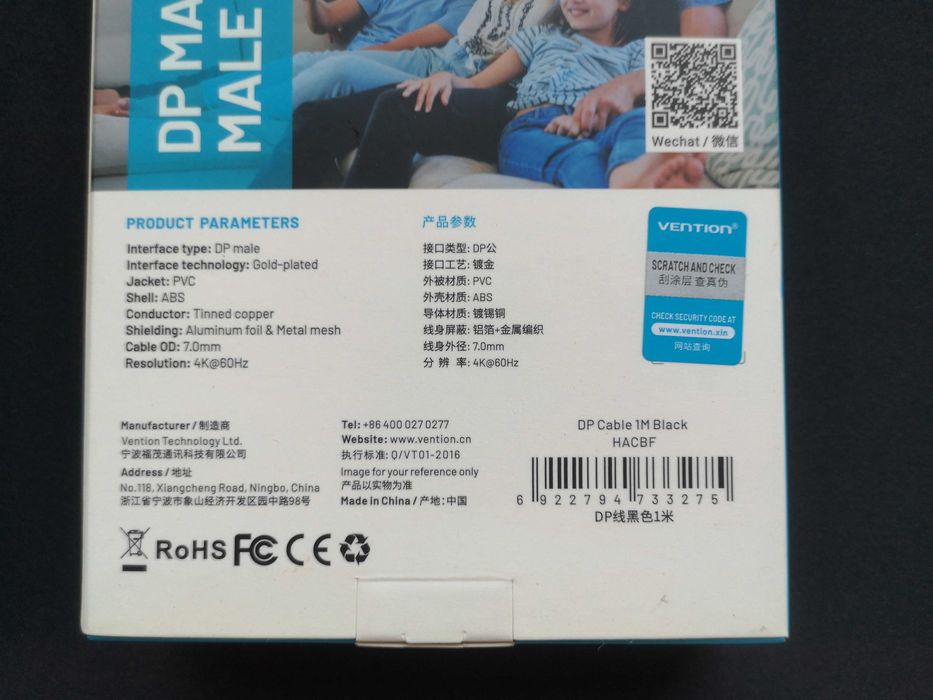 DP MA
MALE
Wechat / 微信
PRODUCT PARAMETERS
Interface type: DP male
Interface technology: Gold-plated
Jacket: PVC
Shell: ABS
Conductor: Tinned copper
Shielding: Aluminum foil & Metal mesh
Cable OD: 7.0mm
Resolution: 4K@60Hz
产品参数
接口类型: DP公
接口工艺: 镀金
外被材质: PVC
外壳材质: ABS
导体材质: 镀锡铜
线身屏蔽: 铝箔+金属编织
线身外径: 7.0mm
分 辨 率: 4K@60Hz
VENTION®
SCRATCH AND CHECK
刮涂层 查真伪
CHECK SECURITY CODE AT
www.vention.xin
网站查询
Manufacturer / 制造商
Vention Technology Ltd.
宁波福茂通讯科技有限公司
Address / 地址
No.118, Xiangcheng Road, Ningbo, China
浙江省宁波市象山经济开发区园中路98号
Tel: +86 400 027 0277
Website: www.vention.cn
执行标准: Q/VT01-2016
Image for your reference only
产品以实物为准
Made in China / 产地: 中国
DP Cable 1M Black
HACBF
6 922794 733275
DP线黑色1米
RoHS FC CE